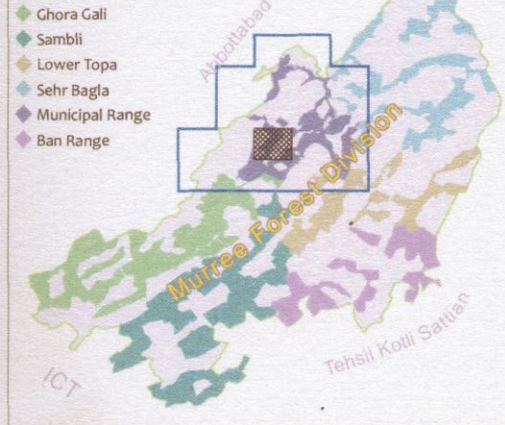 Ghora Gali
Sambli
Lower Topa
Sehr Bagla
Municipal Range
Ban Range
Abbottabad
Murree Forest Division
Tehsil Kotli Sattian
ICT